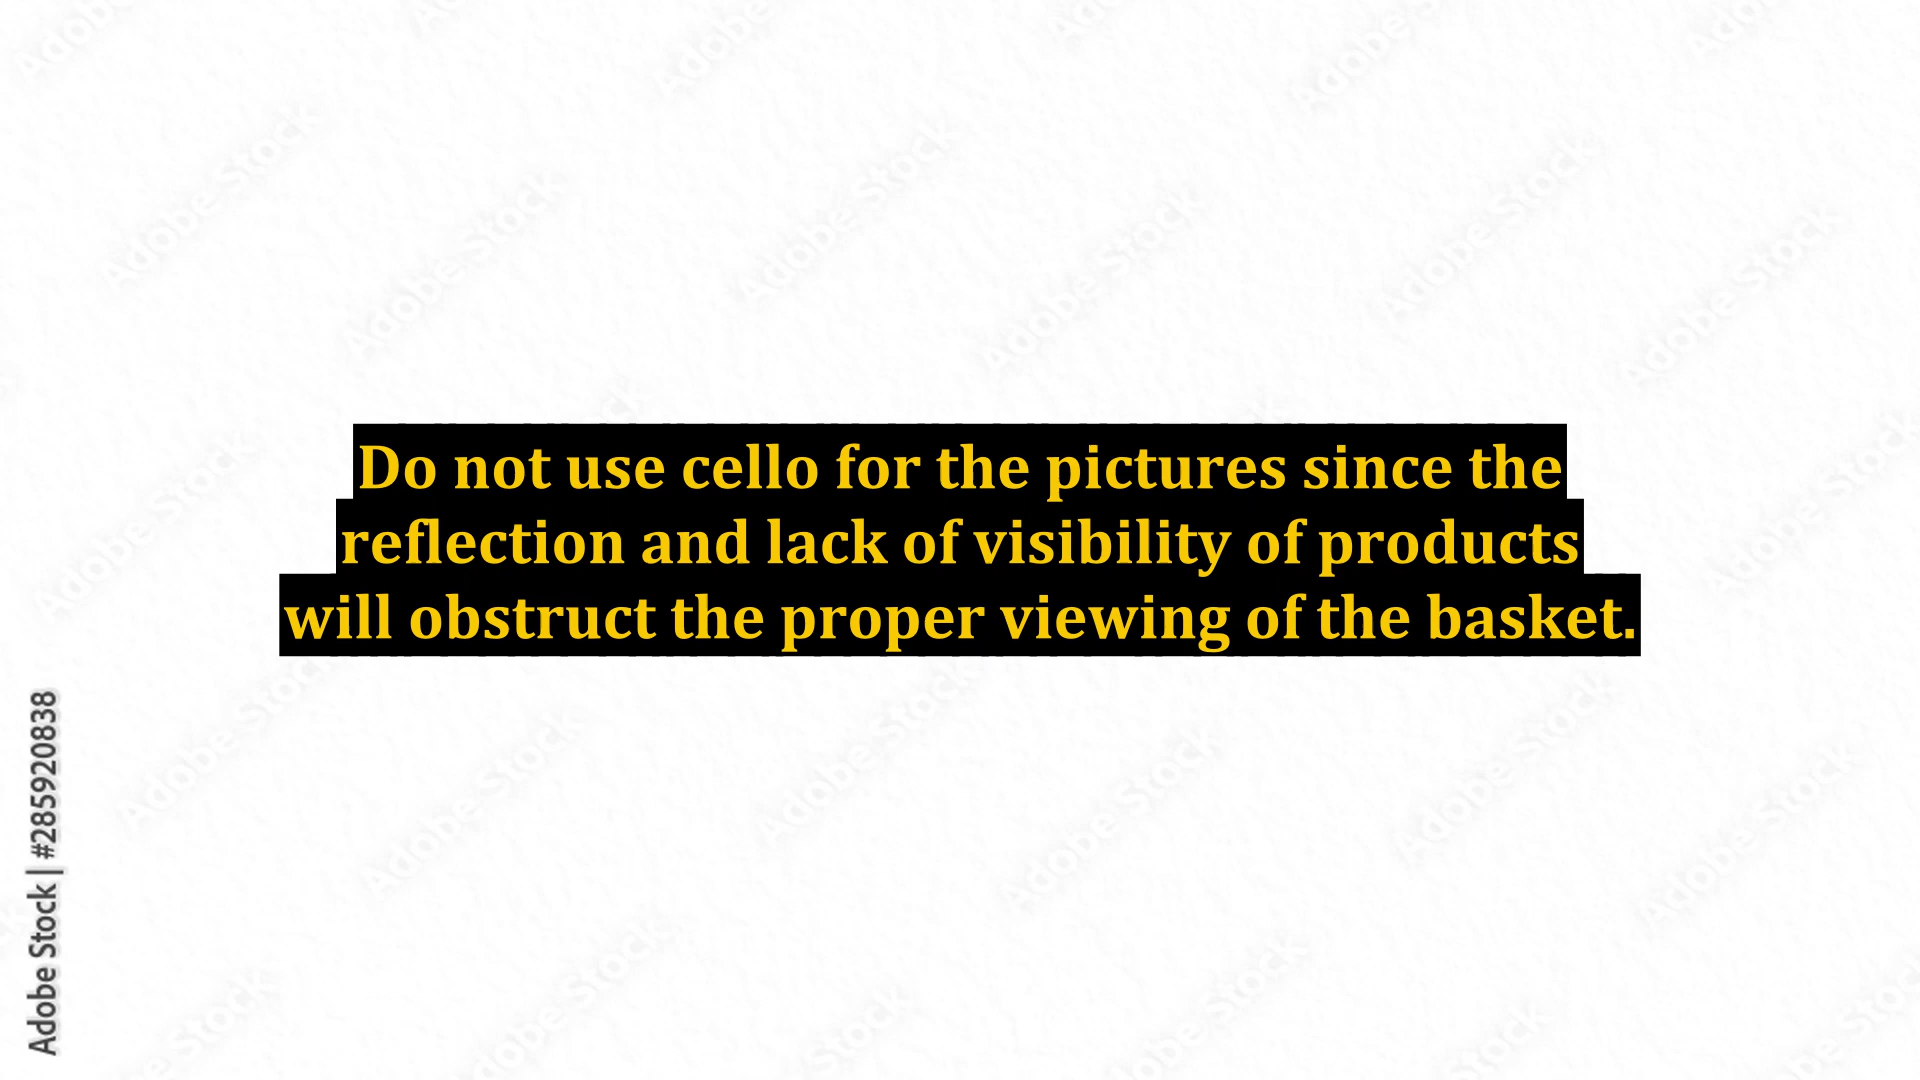 Do not use cello for the pictures since the
reflection and lack of visibility of products
will obstruct the proper viewing of the basket.
Adobe Stock | #285920838